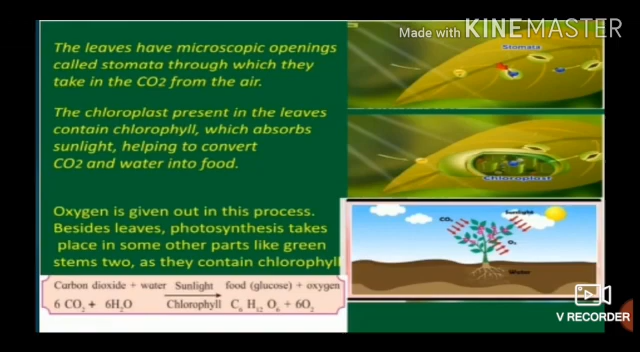 Made with KINEMASTER
The leaves have microscopic openings
called stomata through which they
take in the CO2 from the air.
The chloroplast present in the leaves
contain chlorophyll, which absorbs
sunlight, helping to convert
CO2 and water into food.
Oxygen is given out in this process.
Besides leaves, photosynthesis takes
place in some other parts like green
stems two, as they contain chlorophyll
Carbon dioxide + water Sunlight food (glucose) + oxygen
6 CO2 + 6H2O Chlorophyll C6 H12 O6 + 6O2
Stomata
Chloroplast
CO2
Sunlight
O2
Water
V RECORDER